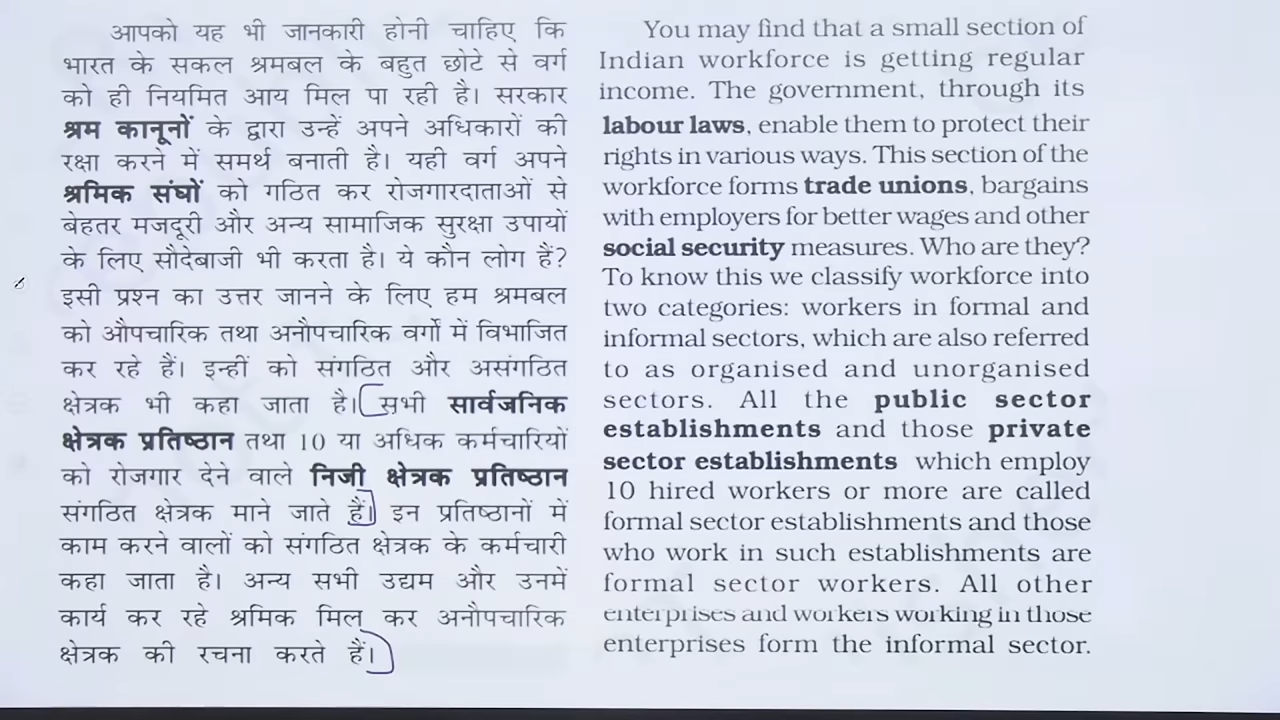 आपको यह भी जानकारी होनी चाहिए कि
भारत के सकल श्रमबल के बहुत छोटे से वर्ग
को ही नियमित आय मिल पा रही है। सरकार
श्रम कानूनों के द्वारा उन्हें अपने अधिकारों की
रक्षा करने में समर्थ बनाती है। यही वर्ग अपने
श्रमिक संघों को गठित कर रोजगारदाताओं से
बेहतर मजदूरी और अन्य सामाजिक सुरक्षा उपायों
के लिए सौदेबाजी भी करता है। ये कौन लोग हैं?
इसी प्रश्न का उत्तर जानने के लिए हम श्रमबल
को औपचारिक तथा अनौपचारिक वर्गों में विभाजित
कर रहे हैं। इन्हीं को संगठित और असंगठित
क्षेत्रक भी कहा जाता है। सभी सार्वजनिक
क्षेत्रक प्रतिष्ठान तथा 10 या अधिक कर्मचारियों
को रोजगार देने वाले निजी क्षेत्रक प्रतिष्ठान
संगठित क्षेत्रक माने जाते हैं। इन प्रतिष्ठानों में
काम करने वालों को संगठित क्षेत्रक के कर्मचारी
कहा जाता है। अन्य सभी उद्यम और उनमें
कार्य कर रहे श्रमिक मिल कर अनौपचारिक
क्षेत्रक की रचना करते हैं।
You may find that a small section of
Indian workforce is getting regular
income. The government, through its
labour laws, enable them to protect their
rights in various ways. This section of the
workforce forms trade unions, bargains
with employers for better wages and other
social security measures. Who are they?
To know this we classify workforce into
two categories: workers in formal and
informal sectors, which are also referred
to as organised and unorganised
sectors. All the public sector
establishments and those private
sector establishments which employ
10 hired workers or more are called
formal sector establishments and those
who work in such establishments are
formal sector workers. All other
enterprises and workers working in those
enterprises form the informal sector.